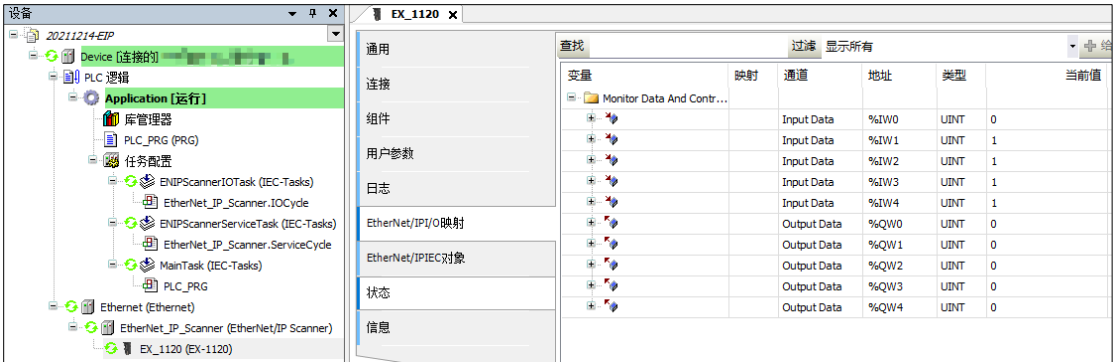 设备
20211214-EIP
Device [连接的]
PLC 逻辑
Application [运行]
库管理器
PLC_PRG (PRG)
任务配置
ENIPScannerIOTask (IEC-Tasks)
EtherNet_IP_Scanner.IOCycle
ENIPScannerServiceTask (IEC-Tasks)
EtherNet_IP_Scanner.ServiceCycle
MainTask (IEC-Tasks)
PLC_PRG
Ethernet (Ethernet)
EtherNet_IP_Scanner (EtherNet/IP Scanner)
EX_1120 (EX-1120)
EX_1120
通用
连接
组件
用户参数
日志
EtherNet/IPI/O映射
EtherNet/IPIEC对象
状态
信息
查找 过滤 显示所有 给
变量 映射 通道 地址 类型 当前值
Monitor Data And Contr...
Input Data %IW0 UINT 0
Input Data %IW1 UINT 1
Input Data %IW2 UINT 1
Input Data %IW3 UINT 1
Input Data %IW4 UINT 1
Output Data %QW0 UINT 0
Output Data %QW1 UINT 0
Output Data %QW2 UINT 0
Output Data %QW3 UINT 0
Output Data %QW4 UINT 0